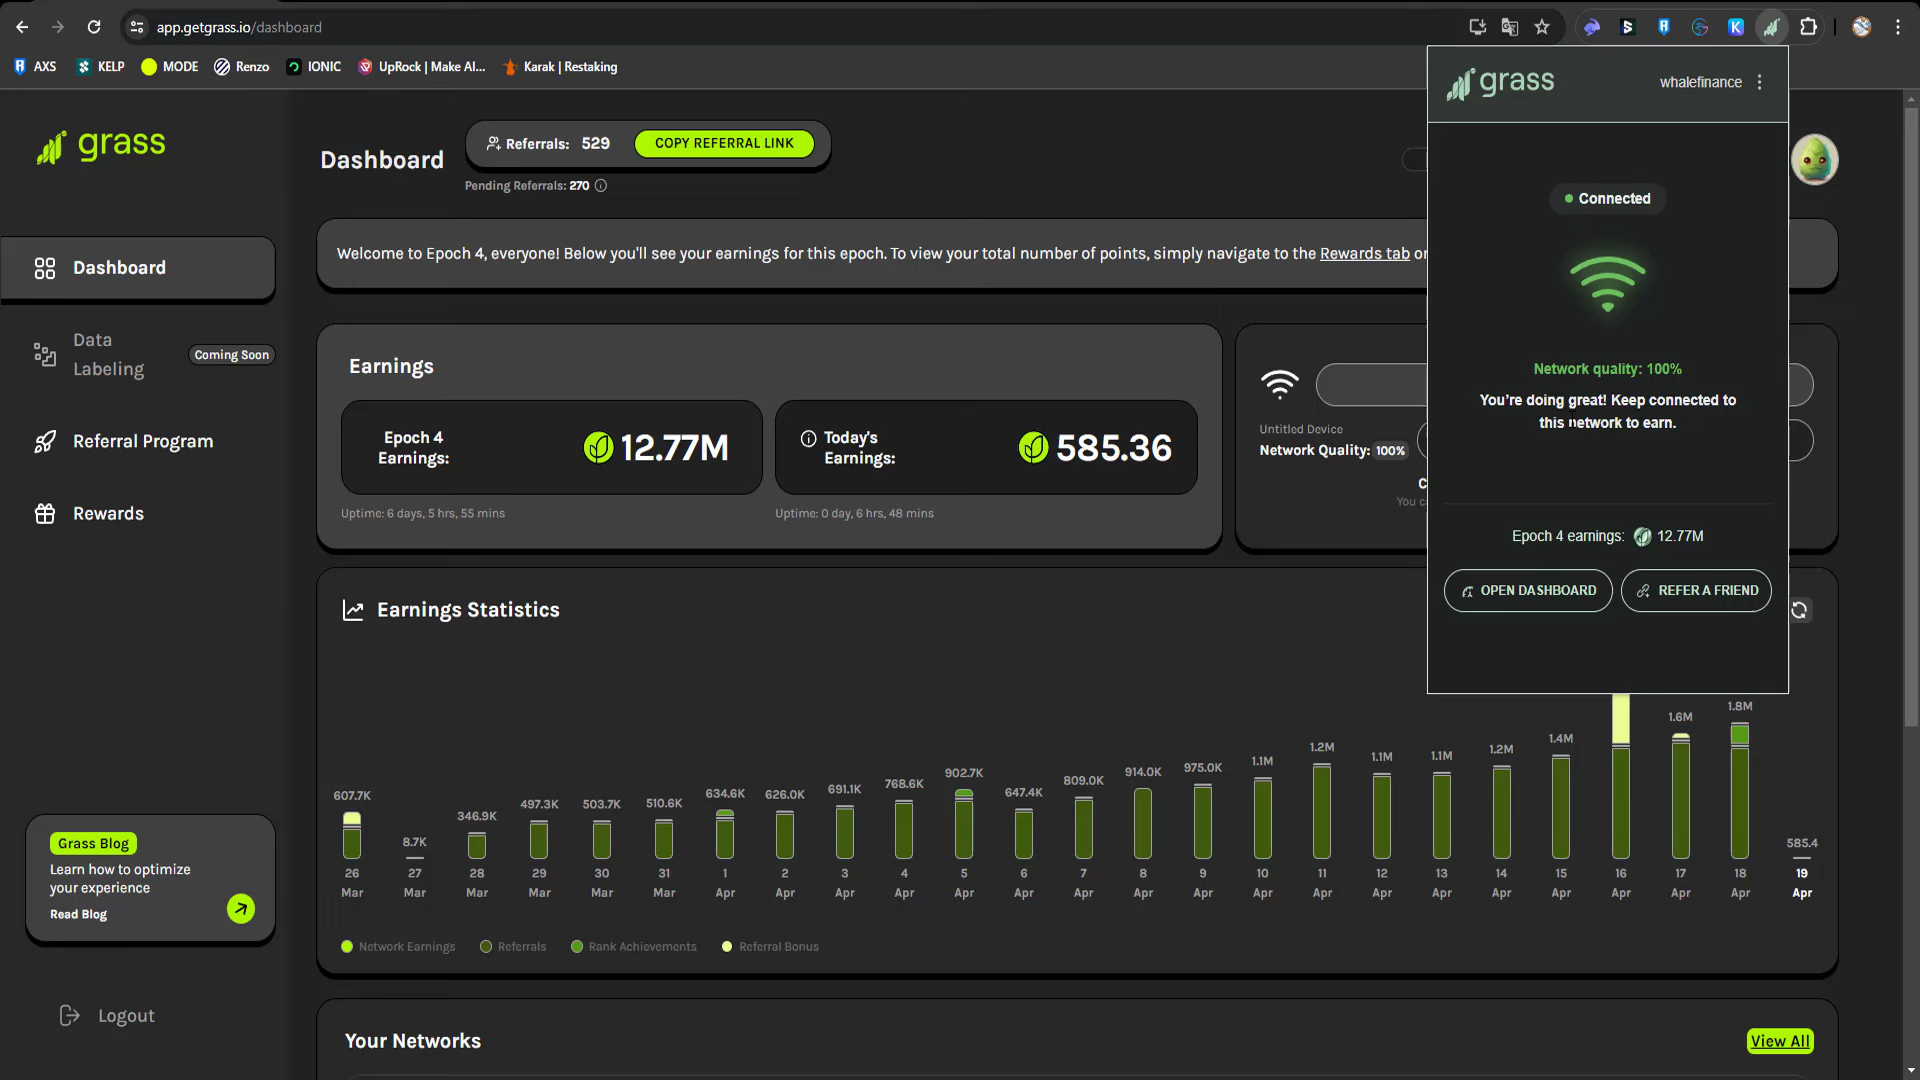 app.getgrass.io/dashboard
AXS
KELP
MODE
Renzo
IONIC
UpRock | Make AI...
Karak | Restaking
grass
Dashboard
Referrals: 529
COPY REFERRAL LINK
Pending Referrals: 270
Dashboard
Data Labeling
Coming Soon
Referral Program
Rewards
Welcome to Epoch 4, everyone! Below you'll see your earnings for this epoch. To view your total number of points, simply navigate to the Rewards tab or
Earnings
Epoch 4 Earnings:
12.77M
Uptime: 6 days, 5 hrs, 55 mins
Today's Earnings:
585.36
Uptime: 0 day, 6 hrs, 48 mins
Untitled Device
Network Quality: 100%
C
You c
grass
whalefinance
Connected
Network quality: 100%
You're doing great! Keep connected to
this network to earn.
Epoch 4 earnings: 12.77M
OPEN DASHBOARD
REFER A FRIEND
Earnings Statistics
607.7K
8.7K
346.9K
497.3K
503.7K
510.6K
634.6K
626.0K
691.1K
768.6K
902.7K
647.4K
809.0K
914.0K
975.0K
1.1M
1.2M
1.1M
1.1M
1.2M
1.4M
1.6M
1.8M
585.4
26 Mar
27 Mar
28 Mar
29 Mar
30 Mar
31 Mar
1 Apr
2 Apr
3 Apr
4 Apr
5 Apr
6 Apr
7 Apr
8 Apr
9 Apr
10 Apr
11 Apr
12 Apr
13 Apr
14 Apr
15 Apr
16 Apr
17 Apr
18 Apr
19 Apr
Network Earnings
Referrals
Rank Achievements
Referral Bonus
Grass Blog
Learn how to optimize
your experience
Read Blog
Logout
Your Networks
View All